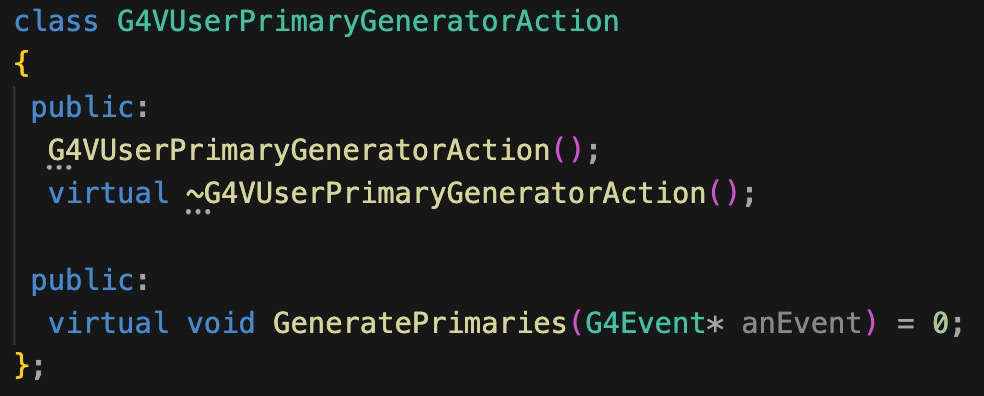 class G4VUserPrimaryGeneratorAction
{
public:
G4VUserPrimaryGeneratorAction();
virtual ~G4VUserPrimaryGeneratorAction();
public:
virtual void GeneratePrimaries(G4Event* anEvent) = 0;
};